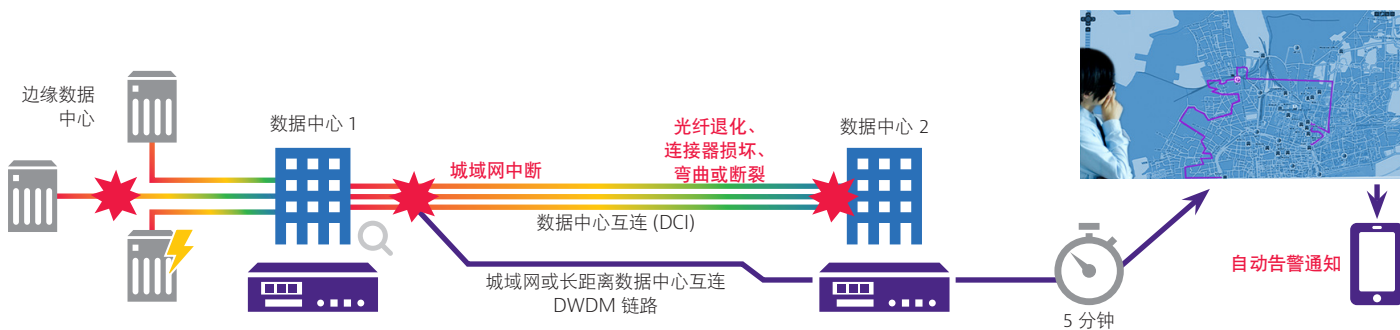 边缘数据
中心
数据中心 1
城域网中断
光纤退化、
连接器损坏、
弯曲或断裂
数据中心 2
数据中心互连 (DCI)
城域网或长距离数据中心互连
DWDM 链路
5 分钟
自动告警通知